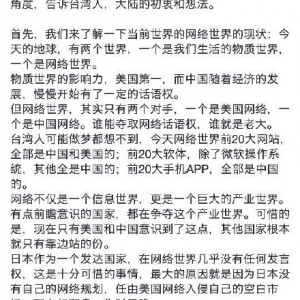 角度，告诉台湾人，大陆的初衷和想法。
首先，我们来了解一下当前世界的网络世界的现状：今
天的地球，有两个世界，一个是我们生活的物质世界，
一个是网络世界。
物质世界的影响力，美国第一，而中国随着经济的发
展，慢慢开始有了一定的话语权。
但网络世界，其实只有两个对手，一个是美国网络，一
个是中国网络。谁能夺取网络话语权，谁就是老大。
台湾人可能做梦都想不到，今天网络世界前20大网站，
全部是中国和美国的；前20大软件，除了微软操作系
统，其他全是中国的；前20大手机APP，全部是中国
的。
网络不仅是一个信息世界，更是一个巨大的产业世界。
有点前瞻意识的国家，都在争夺这个产业世界。可惜的
是，现在只有美国和中国意识到了这点，其他国家根本
就只有靠边站的份。
日本作为一个发达国家，在网络世界几乎没有任何发言
权，这是十分可惜的事情，最大的原因就是因为日本没
有自己的网络规划，任由美国网络入侵自己的空白市